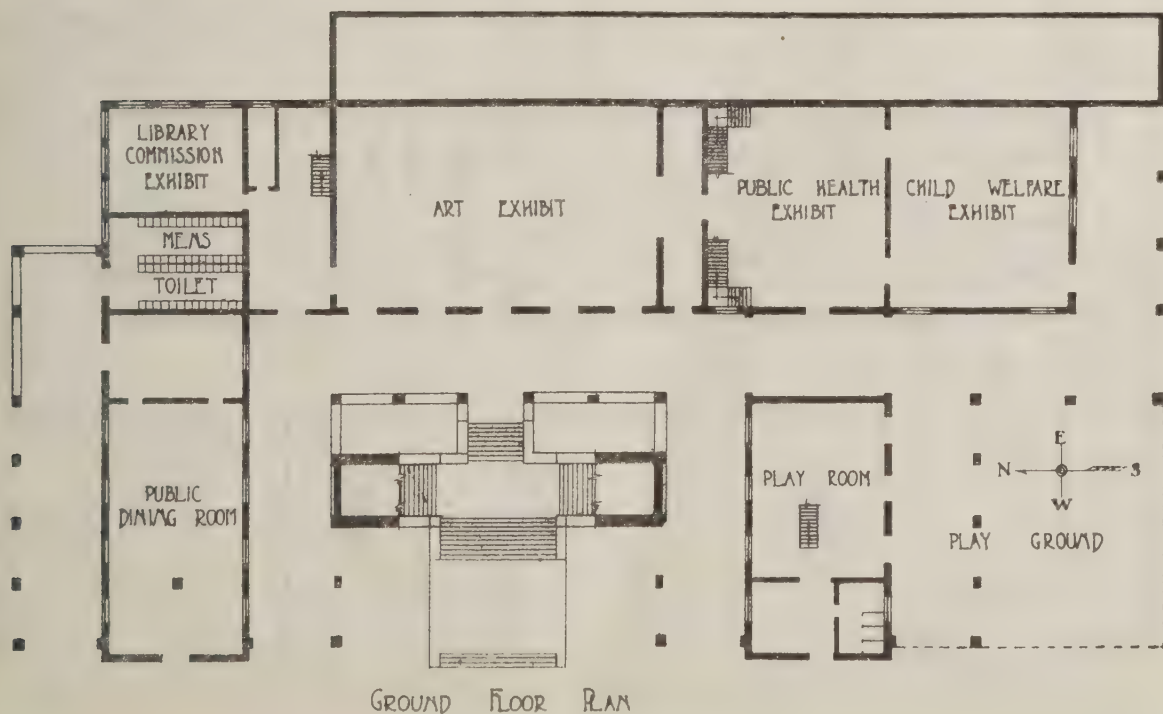 LIBRARY
COMMISSION
EXHIBIT
MENS
TOILET
ART EXHIBIT
PUBLIC HEALTH
EXHIBIT
CHILD WELFARE
EXHIBIT
PUBLIC
DINING ROOM
PLAY ROOM
E
N
S
W
PLAY GROUND
GROUND FLOOR PLAN